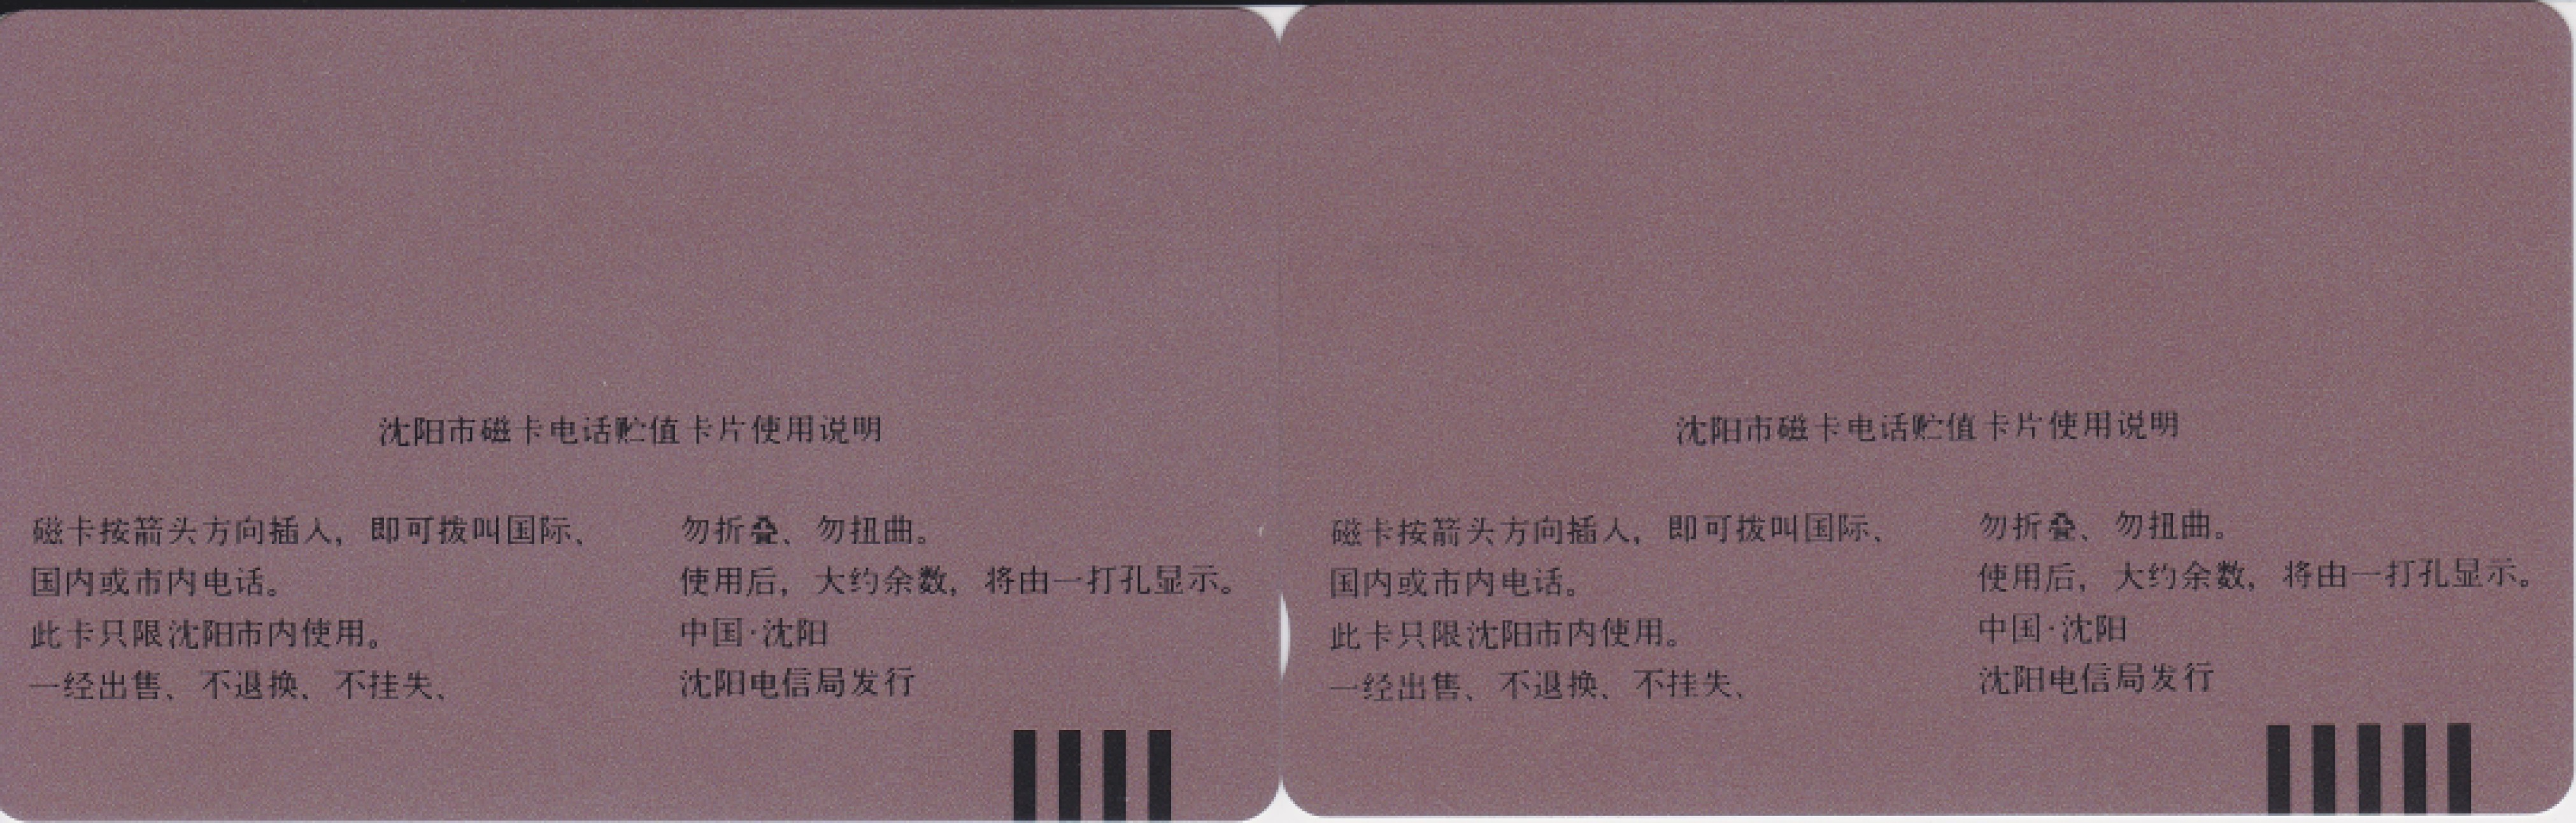 沈阳市磁卡电话贮值卡片使用说明
磁卡按箭头方向插入，即可拨叫国际、
国内或市内电话。
此卡只限沈阳市内使用。
一经出售、不退换、不挂失、
勿折叠、勿扭曲。
使用后，大约余数，将由一打孔显示。
中国·沈阳
沈阳电信局发行
沈阳市磁卡电话贮值卡片使用说明
磁卡按箭头方向插入，即可拨叫国际、
国内或市内电话。
此卡只限沈阳市内使用。
一经出售、不退换、不挂失、
勿折叠、勿扭曲。
使用后，大约余数，将由一打孔显示。
中国·沈阳
沈阳电信局发行